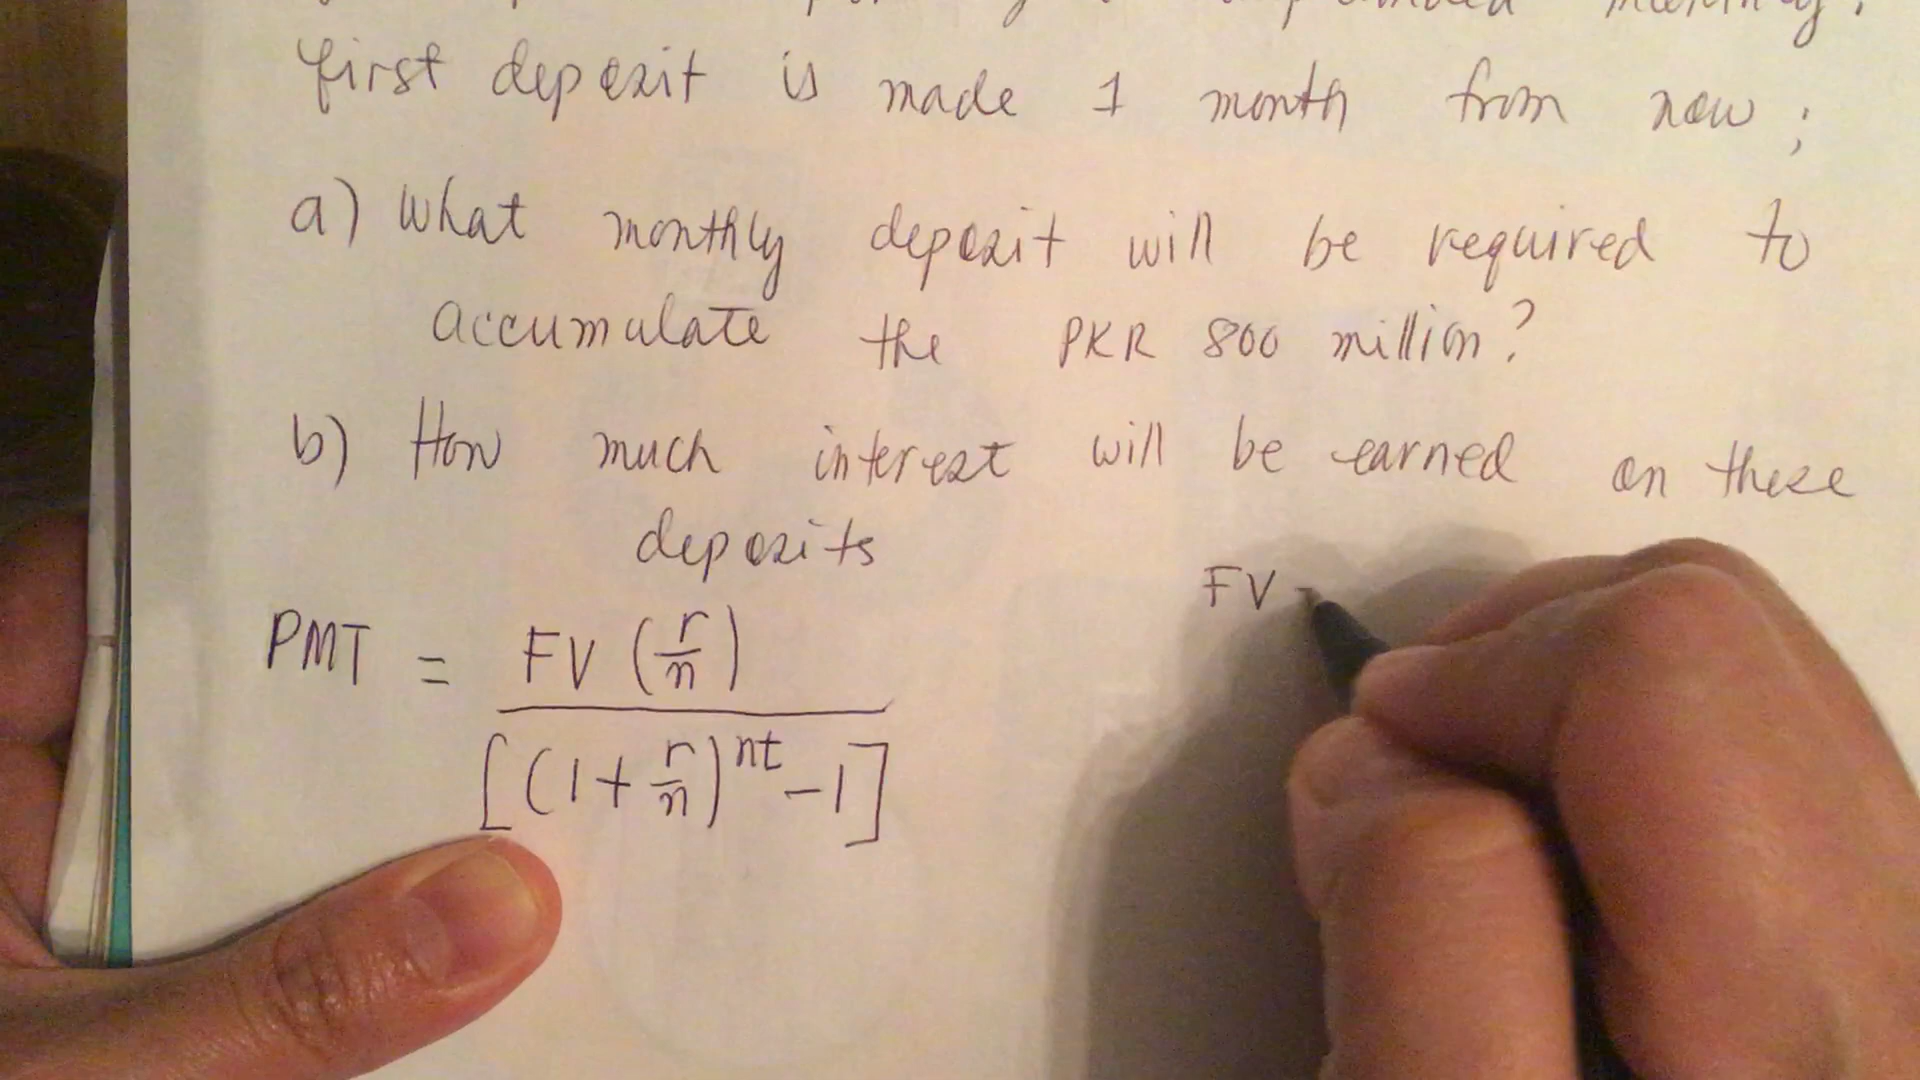 first deposit is made 1 month from now;
a) What monthly deposit will be required to
accumulate the PKR 800 million?
b) How much interest will be earned on these
deposits
PMT = FV (r/n) / [(1+r/n)^nt -1]
FV